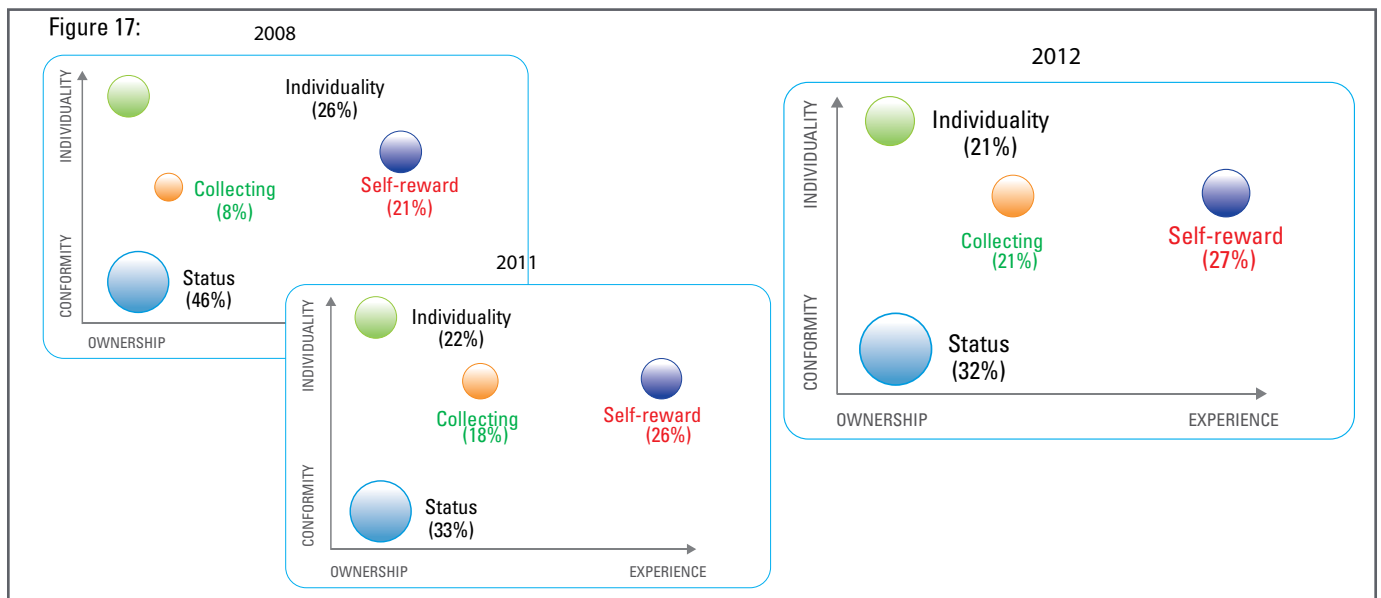 Figure 17:
2008
INDIVIDUALITY
CONFORMITY
Individuality
(26%)
Collecting
(8%)
Self-reward
(21%)
Status
(46%)
OWNERSHIP
2011
INDIVIDUALITY
CONFORMITY
Individuality
(22%)
Collecting
(18%)
Self-reward
(26%)
Status
(33%)
OWNERSHIP
EXPERIENCE
2012
INDIVIDUALITY
CONFORMITY
Individuality
(21%)
Collecting
(21%)
Self-reward
(27%)
Status
(32%)
OWNERSHIP
EXPERIENCE